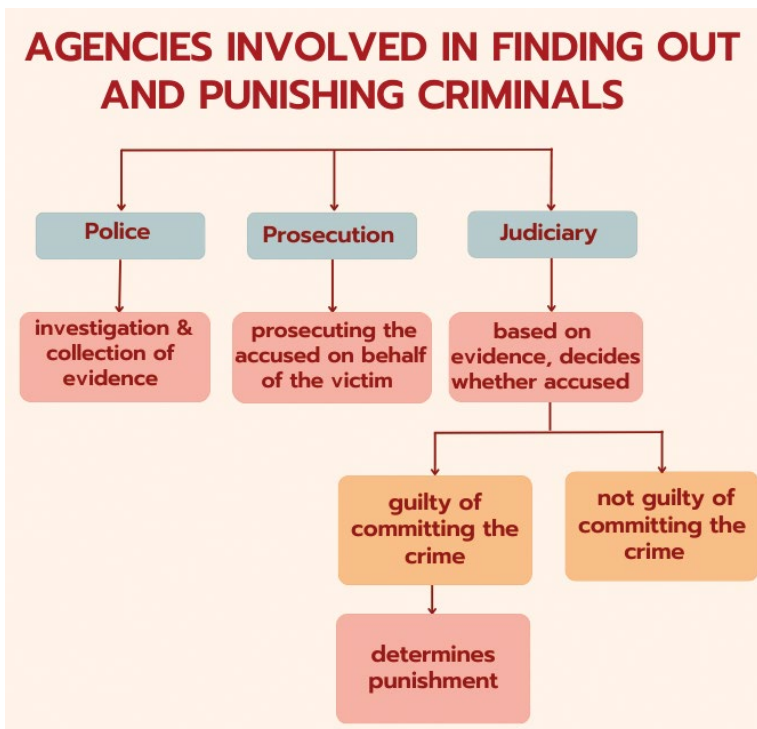 AGENCIES INVOLVED IN FINDING OUT
AND PUNISHING CRIMINALS
Police
Prosecution
Judiciary
investigation &
collection of
evidence
prosecuting the
accused on behalf
of the victim
based on
evidence, decides
whether accused
guilty of
committing the
crime
not guilty of
committing the
crime
determines
punishment